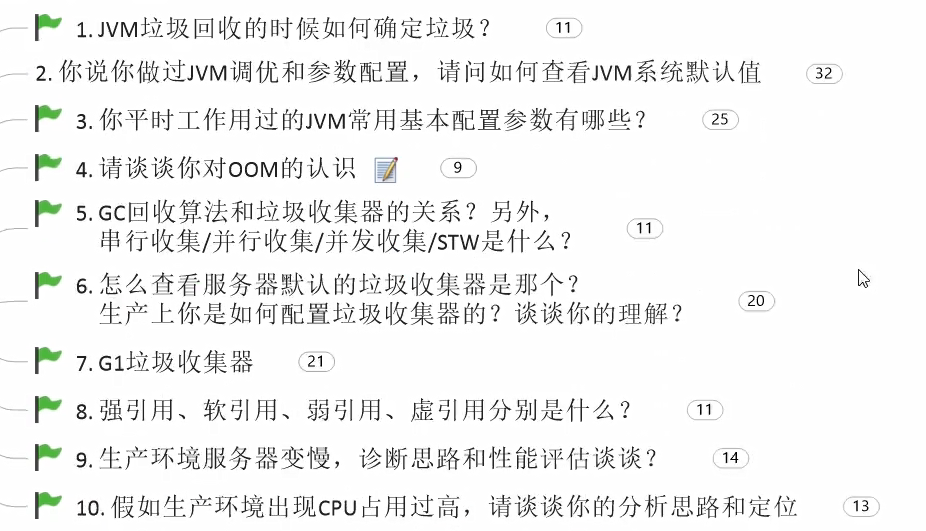 1. JVM垃圾回收的时候如何确定垃圾？ 11
2. 你说你做过JVM调优和参数配置，请问如何查看JVM系统默认值 32
3. 你平时工作用过的JVM常用基本配置参数有哪些？ 25
4. 请谈谈你对OOM的认识 9
5. GC回收算法和垃圾收集器的关系？另外，
串行收集/并行收集/并发收集/STW是什么？ 11
6. 怎么查看服务器默认的垃圾收集器是那个？
生产上你是如何配置垃圾收集器的？谈谈你的理解？ 20
7. G1垃圾收集器 21
8. 强引用、软引用、弱引用、虚引用分别是什么？ 11
9. 生产环境服务器变慢，诊断思路和性能评估谈谈？ 14
10. 假如生产环境出现CPU占用过高，请谈谈你的分析思路和定位 13